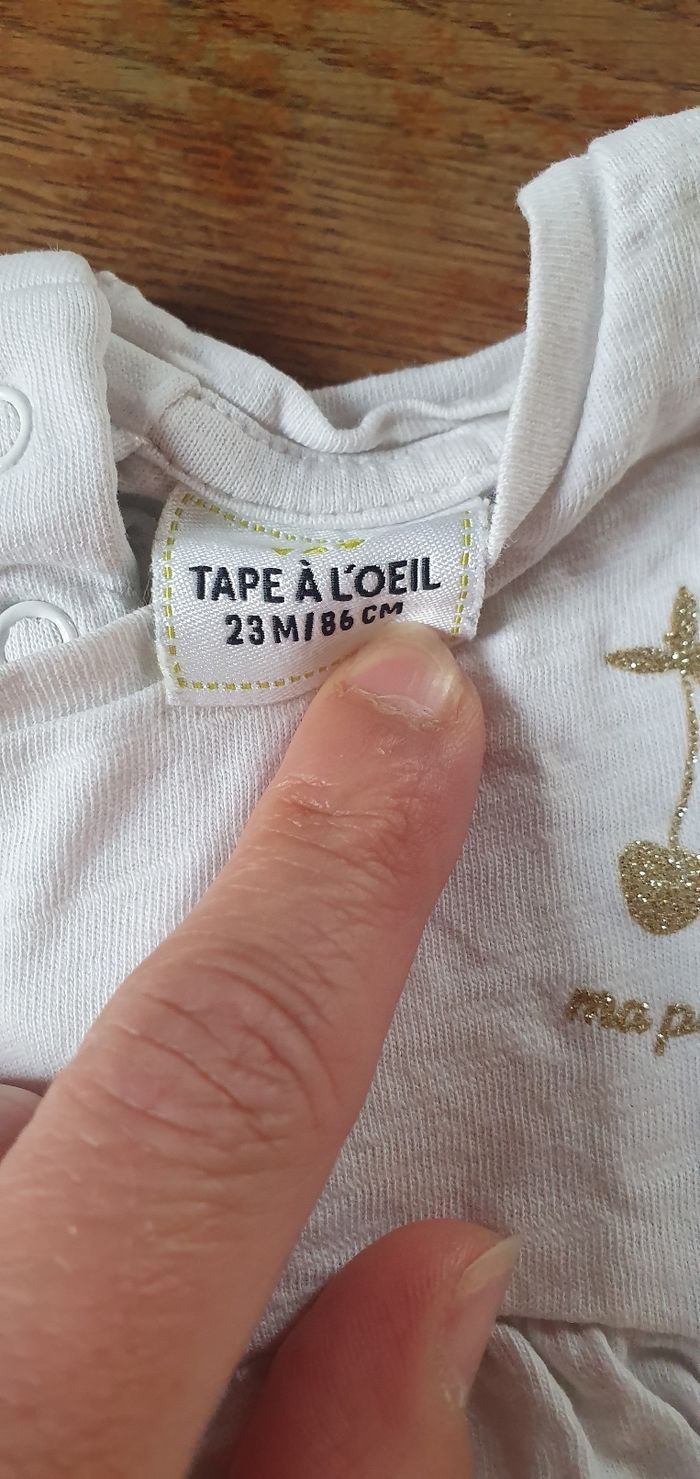 TAPE À L'OEIL
23 M/86 CM